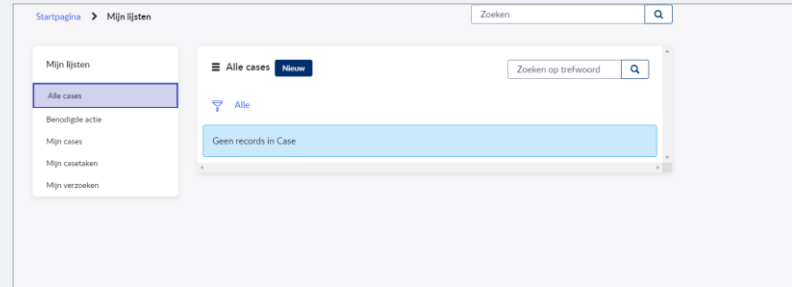 Startpagina > Mijn lijsten
Zoeken
Mijn lijsten
Alle cases
Benodigde actie
Mijn cases
Mijn casetaken
Mijn verzoeken
Alle cases Nieuw
Zoeken op trefwoord
Alle
Geen records in Case